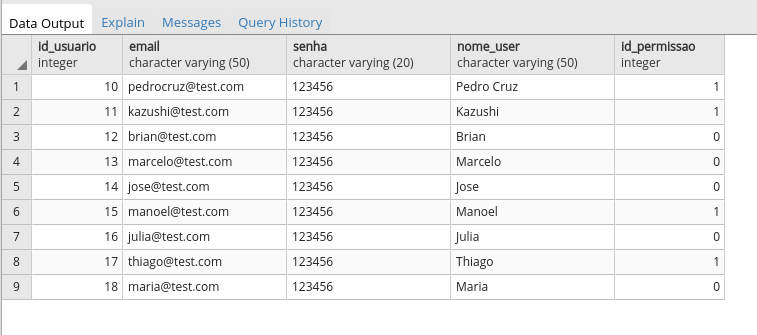 Data Output Explain Messages Query History
id_usuario email senha nome_user id_permissao
integer character varying (50) character varying (20) character varying (50) integer
1 10 pedrocruz@test.com 123456 Pedro Cruz 1
2 11 kazushi@test.com 123456 Kazushi 1
3 12 brian@test.com 123456 Brian 0
4 13 marcelo@test.com 123456 Marcelo 0
5 14 jose@test.com 123456 Jose 0
6 15 manoel@test.com 123456 Manoel 1
7 16 julia@test.com 123456 Julia 0
8 17 thiago@test.com 123456 Thiago 1
9 18 maria@test.com 123456 Maria 0